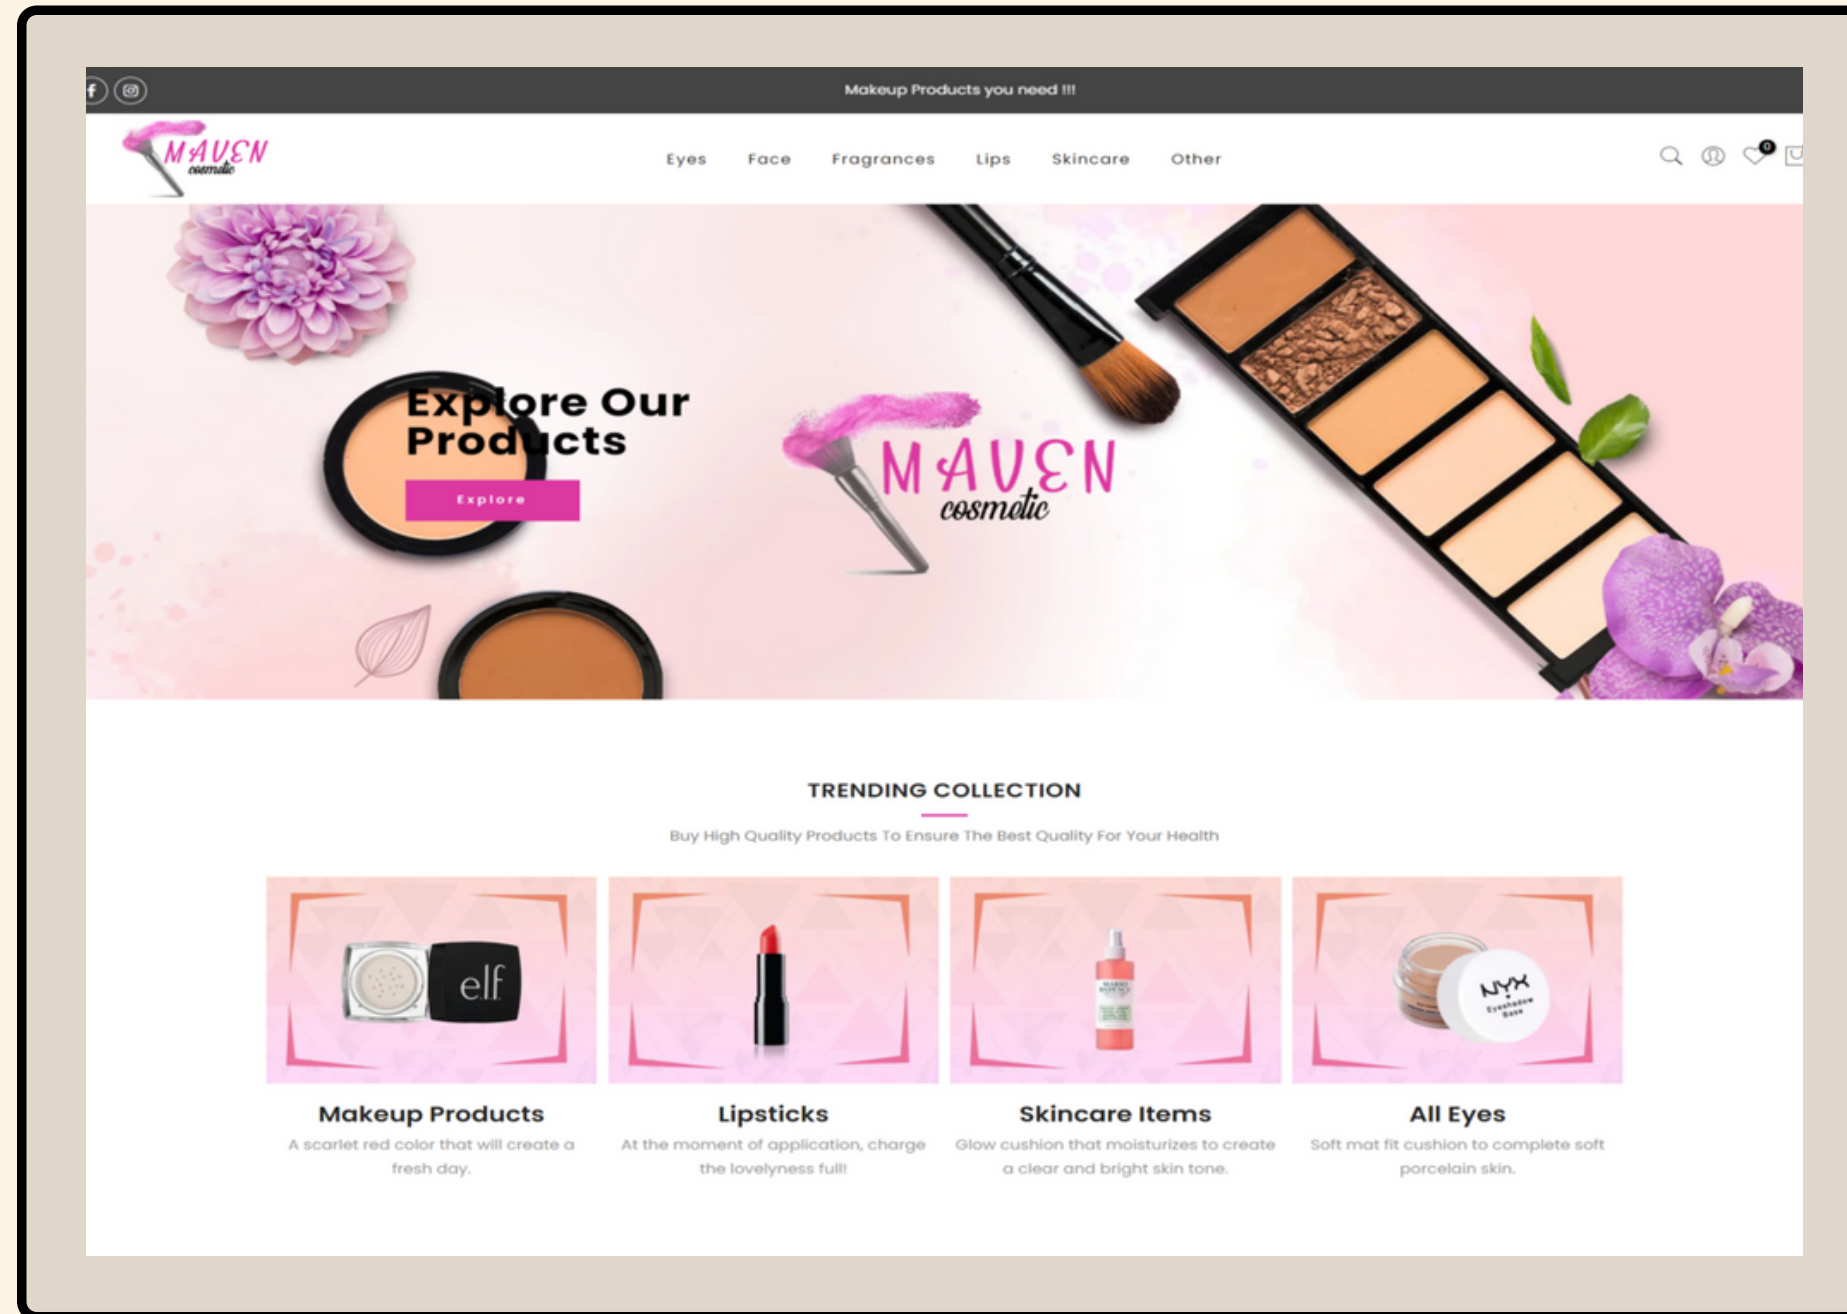 Makeup Products you need !!!
MAVEN
cosmetic
Eyes Face Fragrances Lips Skincare Other
0
Explore Our
Products
Explore
MAVEN
cosmetic
TRENDING COLLECTION
Buy High Quality Products To Ensure The Best Quality For Your Health
elf
MARIO
BADESCU
NYX
Eyeshadow
Base
Makeup Products Lipsticks Skincare Items All Eyes
A scarlet red color that will create a
fresh day.
At the moment of application, charge
the lovelyness full!
Glow cushion that moisturizes to create
a clear and bright skin tone.
Soft mat fit cushion to complete soft
porcelain skin.